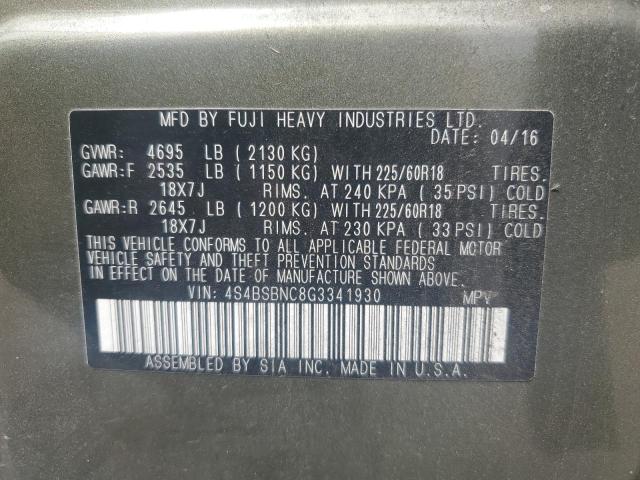 MFD BY FUJI HEAVY INDUSTRIES LTD.
DATE: 04/16
GVWR: 4695 LB ( 2130 KG)
GAWR:F 2535 LB ( 1150 KG) WITH 225/60R18 TIRES.
18X7J RIMS. AT 240 KPA ( 35 PSI) COLD
GAWR:R 2645 LB ( 1200 KG) WITH 225/60R18 TIRES.
18X7J RIMS. AT 230 KPA ( 33 PSI) COLD
THIS VEHICLE CONFORMS TO ALL APPLICABLE FEDERAL MOTOR
VEHICLE SAFETY AND THEFT PREVENTION STANDARDS
IN EFFECT ON THE DATE OF MANUFACTURE SHOWN ABOVE.
VIN: 4S4BSBNC8G3341930 MPV
ASSEMBLED BY SIA INC. MADE IN U.S.A.